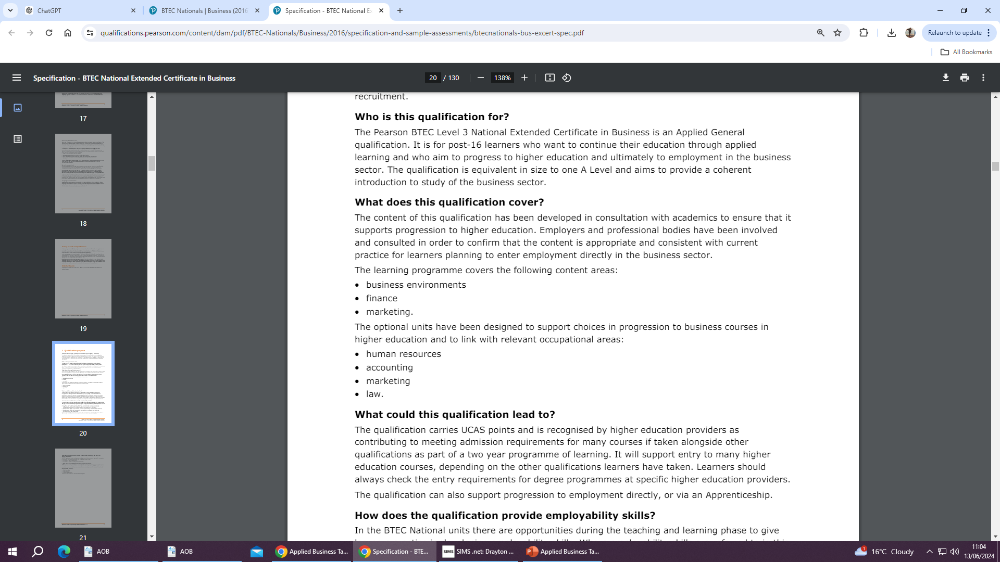 ChatGPT
BTEC Nationals | Business (2016
Specification - BTEC National E
qualifications.pearson.com/content/dam/pdf/BTEC-Nationals/Business/2016/specification-and-sample-assessments/btecnationals-bus-excert-spec.pdf
Relaunch to update
All Bookmarks
Specification - BTEC National Extended Certificate in Business
20 / 130
138%
17
18
19
20
21
recruitment.
Who is this qualification for?
The Pearson BTEC Level 3 National Extended Certificate in Business is an Applied General
qualification. It is for post-16 learners who want to continue their education through applied
learning and who aim to progress to higher education and ultimately to employment in the business
sector. The qualification is equivalent in size to one A Level and aims to provide a coherent
introduction to study of the business sector.
What does this qualification cover?
The content of this qualification has been developed in consultation with academics to ensure that it
supports progression to higher education. Employers and professional bodies have been involved
and consulted in order to confirm that the content is appropriate and consistent with current
practice for learners planning to enter employment directly in the business sector.
The learning programme covers the following content areas:
• business environments
• finance
• marketing.
The optional units have been designed to support choices in progression to business courses in
higher education and to link with relevant occupational areas:
• human resources
• accounting
• marketing
• law.
What could this qualification lead to?
The qualification carries UCAS points and is recognised by higher education providers as
contributing to meeting admission requirements for many courses if taken alongside other
qualifications as part of a two year programme of learning. It will support entry to many higher
education courses, depending on the other qualifications learners have taken. Learners should
always check the entry requirements for degree programmes at specific higher education providers.
The qualification can also support progression to employment directly, or via an Apprenticeship.
How does the qualification provide employability skills?
In the BTEC National units there are opportunities during the teaching and learning phase to give
AOB
AOB
Applied Business Ta...
Specification - BTE...
SIMS .net: Drayton ...
Applied Business Ta...
1
16°C Cloudy
11:04
13/06/2024